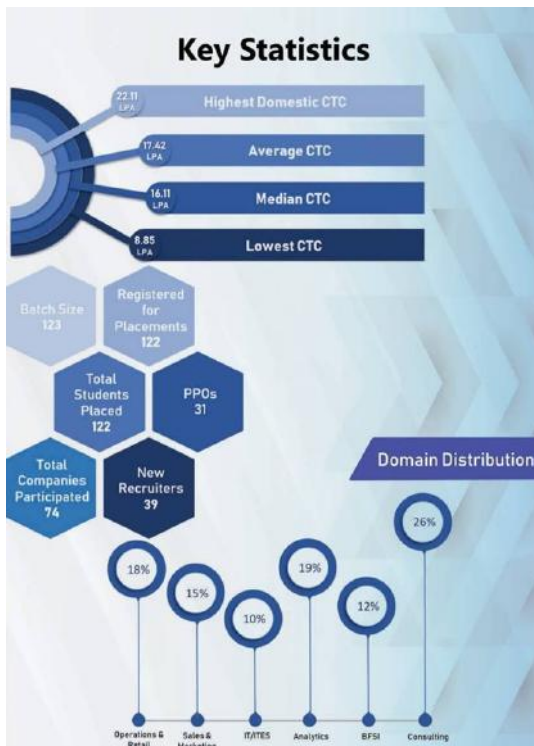 Key Statistics
22.11
LPA
Highest Domestic CTC
17.42
LPA
Average CTC
16.11
LPA
Median CTC
8.85
LPA
Lowest CTC
Batch Size
123
Registered
for
Placements
122
Total
Students
Placed
122
PPOs
31
Total
Companies
Participated
74
New
Recruiters
39
Domain Distribution
18%
15%
10%
19%
12%
26%
Operations &
Retail
Sales &
Marketing
IT/ITES
Analytics
BFSI
Consulting